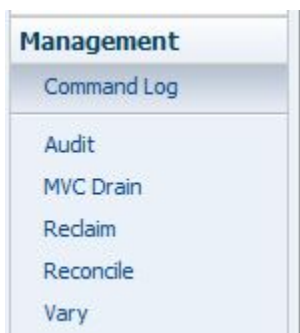 Management
Command Log
Audit
MVC Drain
Reclaim
Reconcile
Vary